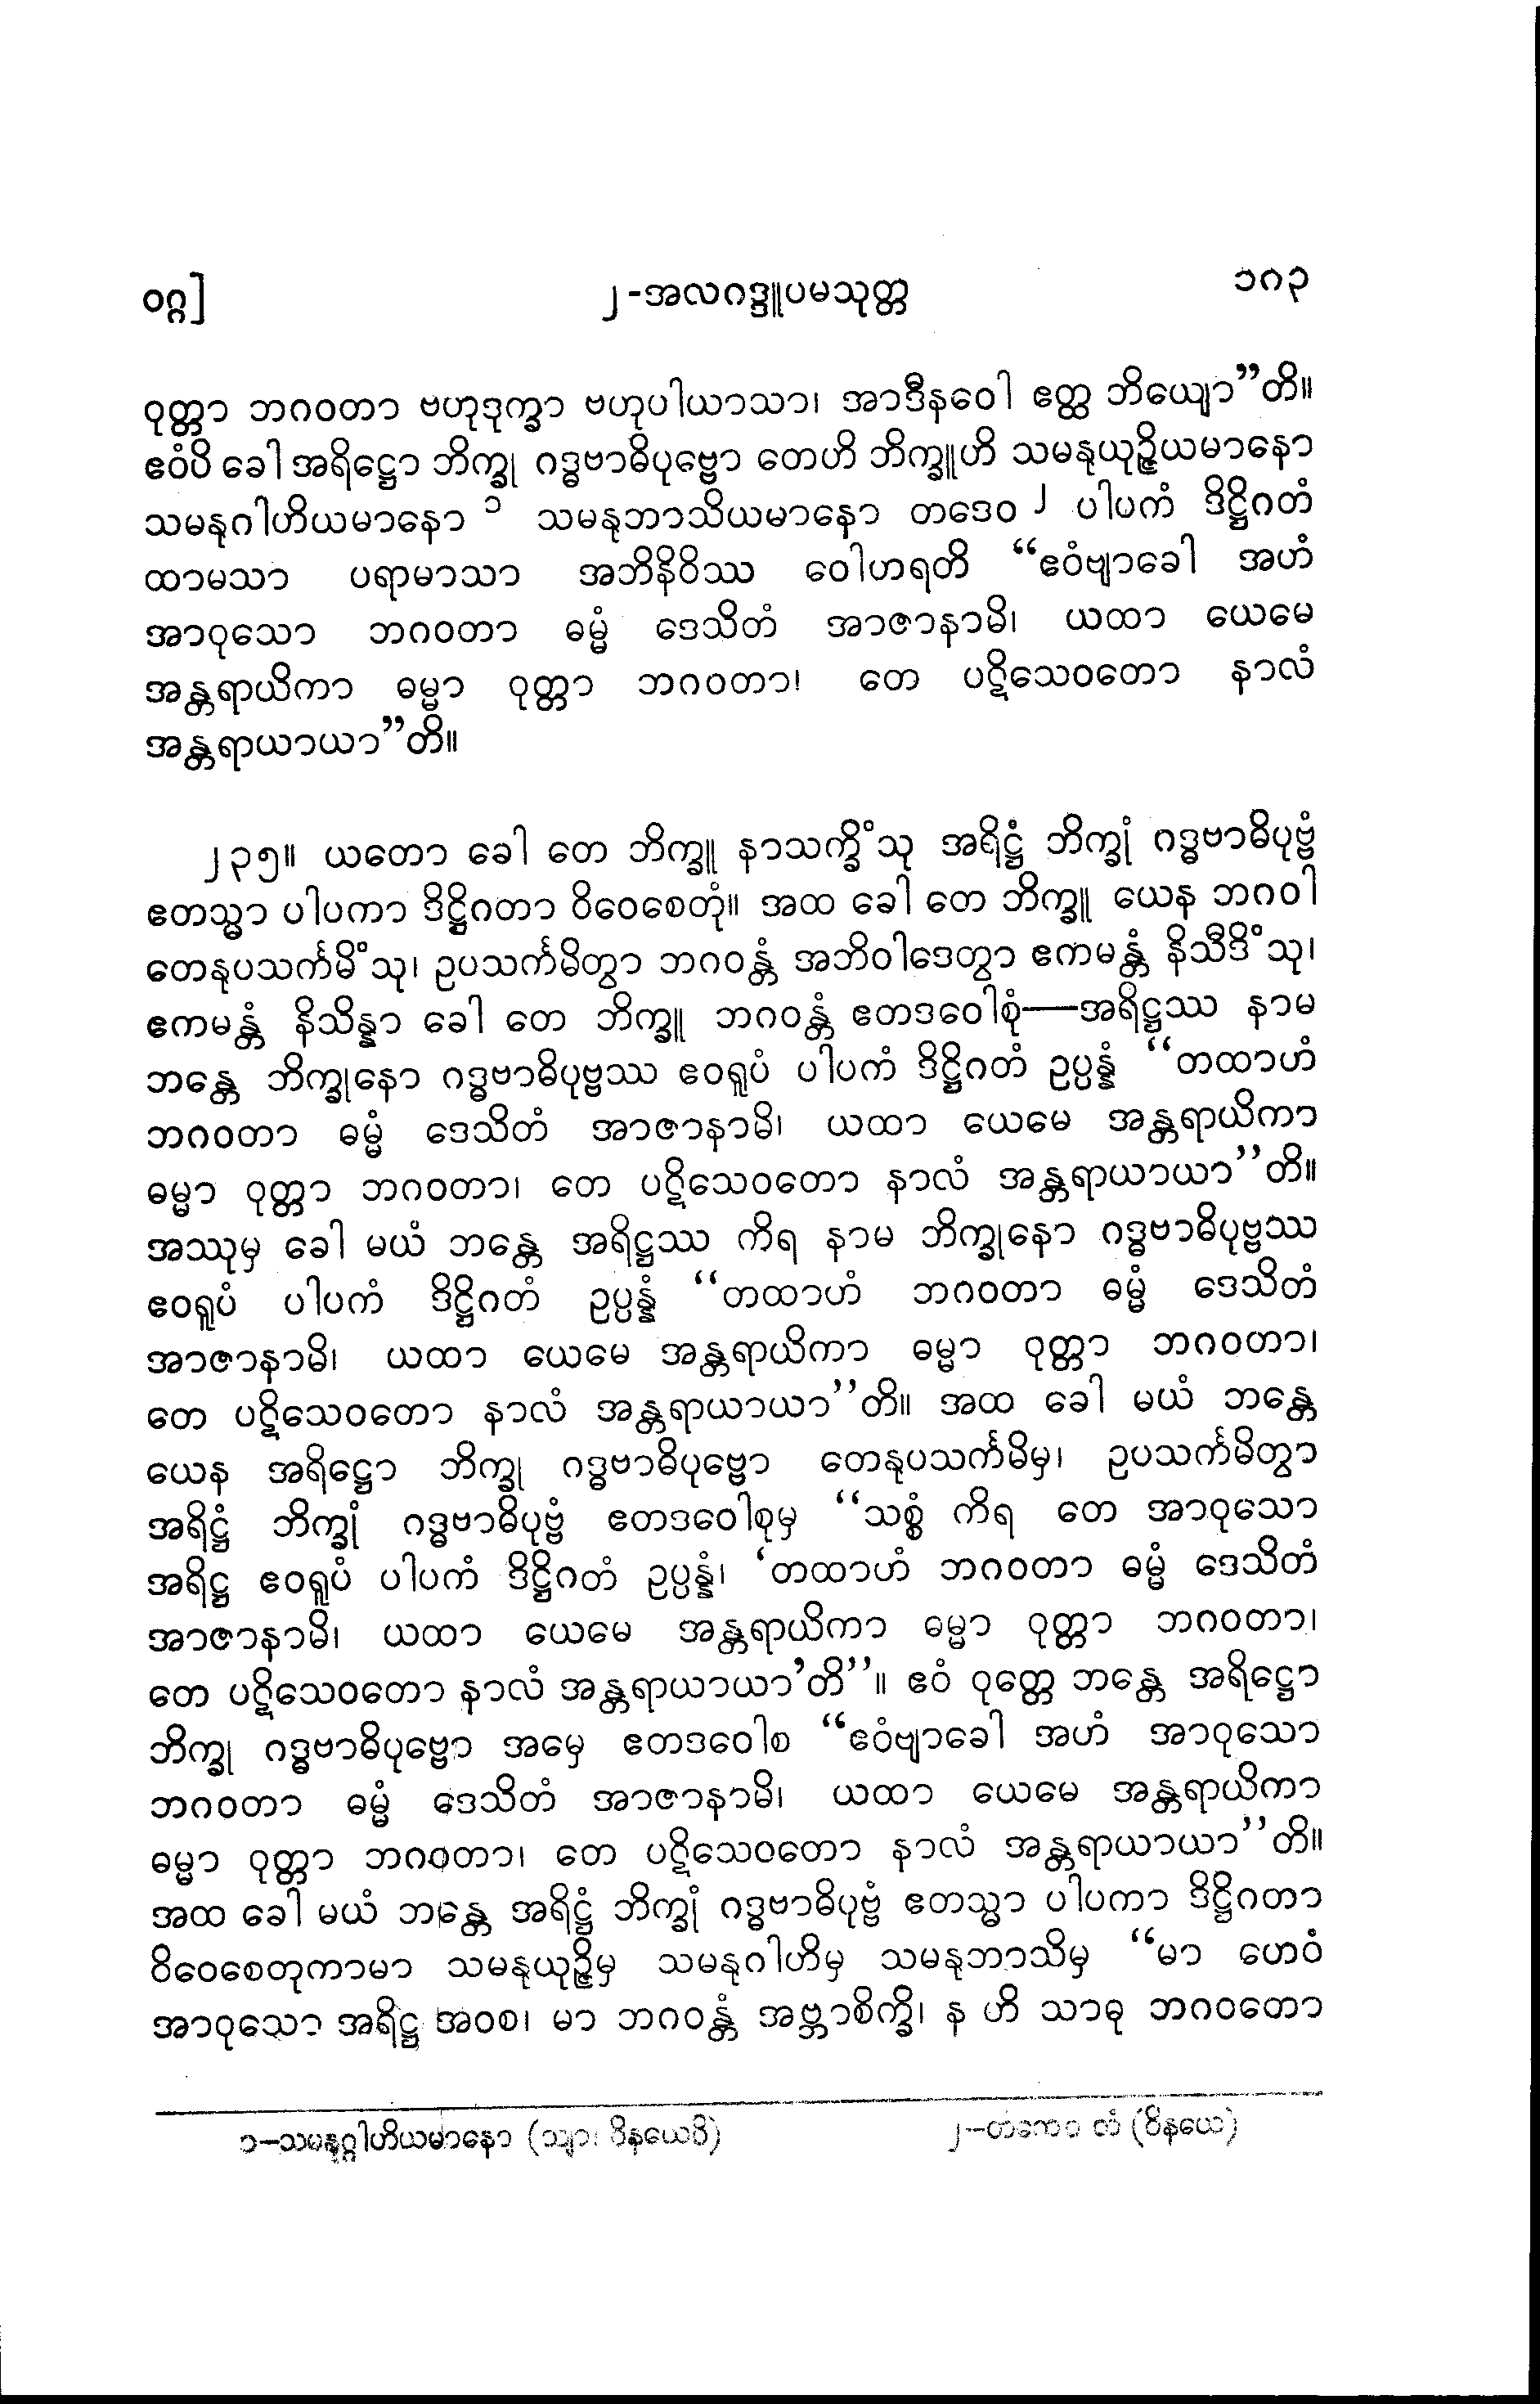 ဝဂ္ဂ]
၂-အလဂဒ္ဒူပမသုတ္တ
၁ဂ၃
ဝုတ္တာ ဘဂဝတာ ဗဟုဒုက္ခာ ဗဟုပါယာသာ၊ အာဒီနဝေါ ဧတ္ထ ဘိယျော”တိ။
ဧဝံပိ ခေါ အရိဋ္ဌော ဘိက္ခု ဂဒ္ဓဗာဓိပုဗ္ဗော တေဟိ ဘိက္ခူဟိ သမနုယုဉ္ဇိယမာနော
သမနုဂါဟိယမာနော ၁ သမနုဘာသိယမာနော တဒေဝ ၂ ပါပကံ ဒိဋ္ဌိဂတံ
ထာမသာ ပရာမာသာ အဘိနိဝိဿ ဝေါဟရတိ “ဧဝံဗျာခေါ အဟံ
အာဝုသော ဘဂဝတာ ဓမ္မံ ဒေသိတံ အာဇာနာမိ၊ ယထာ ယေမေ
အန္တရာယိကာ ဓမ္မာ ဝုတ္တာ ဘဂဝတာ၊ တေ ပဋိသေဝတော နာလံ
အန္တရာယာယာ”တိ။
၂၃၅။ ယတော ခေါ တေ ဘိက္ခူ နာသက္ခိံသု အရိဋ္ဌံ ဘိက္ခုံ ဂဒ္ဓဗာဓိပုဗ္ဗံ
ဧတသ္မာ ပါပကာ ဒိဋ္ဌိဂတာ ဝိဝေစေတုံ။ အထ ခေါ တေ ဘိက္ခူ ယေန ဘဂဝါ
တေနုပသင်္ကမိံသု၊ ဥပသင်္ကမိတွာ ဘဂဝန္တံ အဘိဝါဒေတွာ ဧကမန္တံ နိသီဒိံသု၊
ဧကမန္တံ နိသိန္နာ ခေါ တေ ဘိက္ခူ ဘဂဝန္တံ ဧတဒဝေါစုံ—အရိဋ္ဌဿ နာမ
ဘန္တေ ဘိက္ခုနော ဂဒ္ဓဗာဓိပုဗ္ဗဿ ဧဝရူပံ ပါပကံ ဒိဋ္ဌိဂတံ ဥပ္ပန္နံ “တထာဟံ
ဘဂဝတာ ဓမ္မံ ဒေသိတံ အာဇာနာမိ၊ ယထာ ယေမေ အန္တရာယိကာ
ဓမ္မာ ဝုတ္တာ ဘဂဝတာ၊ တေ ပဋိသေဝတော နာလံ အန္တရာယာယာ”တိ။
အဿုမှ ခေါ မယံ ဘန္တေ အရိဋ္ဌဿ ကိရ နာမ ဘိက္ခုနော ဂဒ္ဓဗာဓိပုဗ္ဗဿ
ဧဝရူပံ ပါပကံ ဒိဋ္ဌိဂတံ ဥပ္ပန္နံ “တထာဟံ ဘဂဝတာ ဓမ္မံ ဒေသိတံ
အာဇာနာမိ၊ ယထာ ယေမေ အန္တရာယိကာ ဓမ္မာ ဝုတ္တာ ဘဂဝတာ၊
တေ ပဋိသေဝတော နာလံ အန္တရာယာယာ”တိ။ အထ ခေါ မယံ ဘန္တေ
ယေန အရိဋ္ဌော ဘိက္ခု ဂဒ္ဓဗာဓိပုဗ္ဗော တေနုပသင်္ကမိမှ၊ ဥပသင်္ကမိတွာ
အရိဋ္ဌံ ဘိက္ခုံ ဂဒ္ဓဗာဓိပုဗ္ဗံ ဧတဒဝေါစုမှ “သစ္စံ ကိရ တေ အာဝုသော
အရိဋ္ဌ ဧဝရူပံ ပါပကံ ဒိဋ္ဌိဂတံ ဥပ္ပန္နံ၊ ‘တထာဟံ ဘဂဝတာ ဓမ္မံ ဒေသိတံ
အာဇာနာမိ၊ ယထာ ယေမေ အန္တရာယိကာ ဓမ္မာ ဝုတ္တာ ဘဂဝတာ၊
တေ ပဋိသေဝတော နာလံ အန္တရာယာယာ’တိ”။ ဧဝံ ဝုတ္တေ ဘန္တေ အရိဋ္ဌော
ဘိက္ခု ဂဒ္ဓဗာဓိပုဗ္ဗော အမှေ ဧတဒဝေါစ “ဧဝံဗျာခေါ အဟံ အာဝုသော
ဘဂဝတာ ဓမ္မံ ဒေသိတံ အာဇာနာမိ၊ ယထာ ယေမေ အန္တရာယိကာ
ဓမ္မာ ဝုတ္တာ ဘဂဝတာ၊ တေ ပဋိသေဝတော နာလံ အန္တရာယာယာ”တိ။
အထ ခေါ မယံ ဘန္တေ အရိဋ္ဌံ ဘိက္ခုံ ဂဒ္ဓဗာဓိပုဗ္ဗံ ဧတသ္မာ ပါပကာ ဒိဋ္ဌိဂတာ
ဝိဝေစေတုကာမာ သမနုယုဉ္ဇိမှ သမနုဂါဟိမှ သမနုဘာသိမှ “မာ ဟေဝံ
အာဝုသော အရိဋ္ဌ အဝစ၊ မာ ဘဂဝန္တံ အဗ္ဘာစိက္ခိ၊ န ဟိ သာဓု ဘဂဝတော
၁–သမနုဂ္ဂါဟိယမာနော (သျာ၊ ဝိနယေပိ)
၂– (ဝိနယေ)